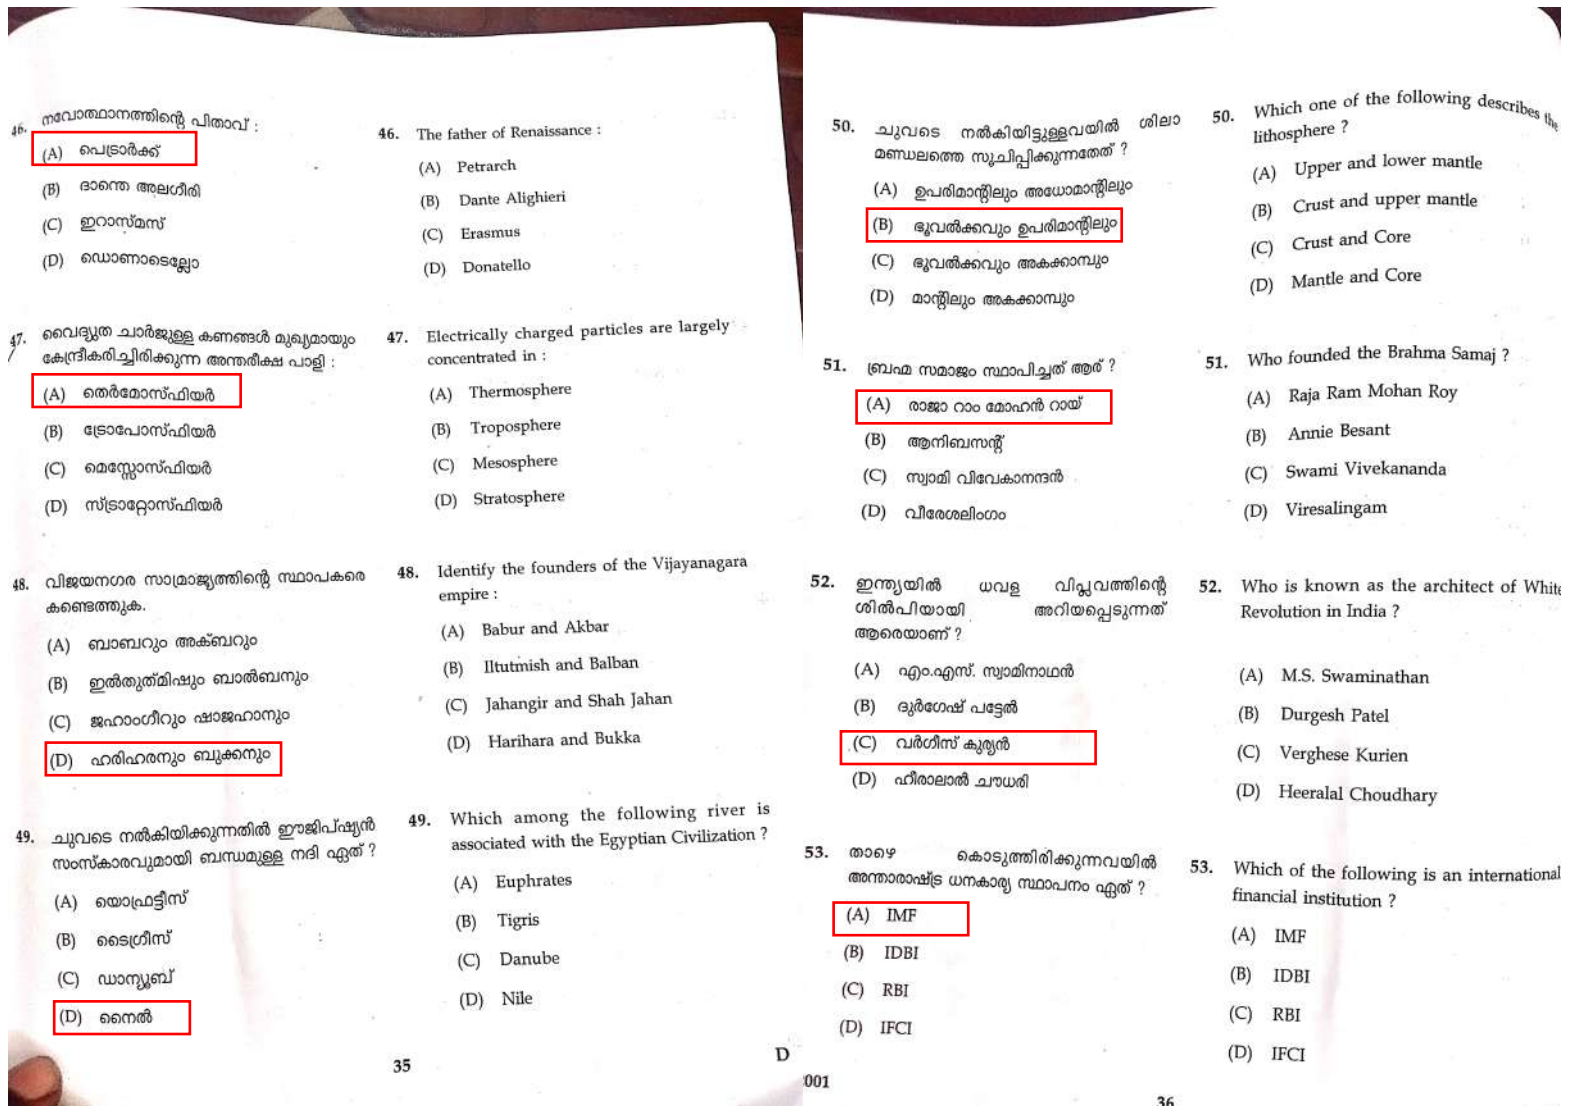 46. നവോത്ഥാനത്തിന്റെ പിതാവ് :
(A) പെട്രാർക്ക്
(B) ദാന്തെ അലഗീരി
(C) ഇറാസ്മസ്
(D) ഡൊണാടെല്ലോ
47. വൈദ്യുത ചാർജുള്ള കണങ്ങൾ മുഖ്യമായും
കേന്ദ്രീകരിച്ചിരിക്കുന്ന അന്തരീക്ഷ പാളി :
(A) തെർമോസ്ഫിയർ
(B) ട്രോപോസ്ഫിയർ
(C) മെസ്സോസ്ഫിയർ
(D) സ്ട്രാറ്റോസ്ഫിയർ
48. വിജയനഗര സാമ്രാജ്യത്തിന്റെ സ്ഥാപകരെ
കണ്ടെത്തുക.
(A) ബാബറും അക്ബറും
(B) ഇൽതുത്മിഷും ബാൽബനും
(C) ജഹാംഗീറും ഷാജഹാനും
(D) ഹരിഹരനും ബുക്കനും
49. ചുവടെ നൽകിയിക്കുന്നതിൽ ഈജിപ്ഷ്യൻ
സംസ്കാരവുമായി ബന്ധമുള്ള നദി ഏത് ?
(A) യൊഫ്രട്ടീസ്
(B) ടൈഗ്രീസ്
(C) ഡാന്യൂബ്
(D) നൈൽ
46. The father of Renaissance :
(A) Petrarch
(B) Dante Alighieri
(C) Erasmus
(D) Donatello
47. Electrically charged particles are largely
concentrated in :
(A) Thermosphere
(B) Troposphere
(C) Mesosphere
(D) Stratosphere
48. Identify the founders of the Vijayanagara
empire :
(A) Babur and Akbar
(B) Iltutmish and Balban
(C) Jahangir and Shah Jahan
(D) Harihara and Bukka
49. Which among the following river is
associated with the Egyptian Civilization ?
(A) Euphrates
(B) Tigris
(C) Danube
(D) Nile
35
D
50. ചുവടെ നൽകിയിട്ടുള്ളവയിൽ ശിലാ
മണ്ഡലത്തെ സൂചിപ്പിക്കുന്നതേത് ?
(A) ഉപരിമാന്റിലും അധോമാന്റിലും
(B) ഭൂവൽക്കവും ഉപരിമാന്റിലും
(C) ഭൂവൽക്കവും അകക്കാമ്പും
(D) മാന്റിലും അകക്കാമ്പും
51. ബ്രഹ്മ സമാജം സ്ഥാപിച്ചത് ആര് ?
(A) രാജാ റാം മോഹൻ റായ്
(B) ആനിബസന്റ്
(C) സ്വാമി വിവേകാനന്ദൻ
(D) വീരേശലിംഗം
52. ഇന്ത്യയിൽ ധവള വിപ്ലവത്തിന്റെ
ശിൽപിയായി അറിയപ്പെടുന്നത്
ആരെയാണ് ?
(A) എം.എസ്. സ്വാമിനാഥൻ
(B) ദുർഗേഷ് പട്ടേൽ
(C) വർഗീസ് കുര്യൻ
(D) ഹീരാലാൽ ചൗധരി
53. താഴെ കൊടുത്തിരിക്കുന്നവയിൽ
അന്താരാഷ്ട്ര ധനകാര്യ സ്ഥാപനം ഏത് ?
(A) IMF
(B) IDBI
(C) RBI
(D) IFCI
50. Which one of the following describes the
lithosphere ?
(A) Upper and lower mantle
(B) Crust and upper mantle
(C) Crust and Core
(D) Mantle and Core
51. Who founded the Brahma Samaj ?
(A) Raja Ram Mohan Roy
(B) Annie Besant
(C) Swami Vivekananda
(D) Viresalingam
52. Who is known as the architect of White
Revolution in India ?
(A) M.S. Swaminathan
(B) Durgesh Patel
(C) Verghese Kurien
(D) Heeralal Choudhary
53. Which of the following is an international
financial institution ?
(A) IMF
(B) IDBI
(C) RBI
(D) IFCI
001
36